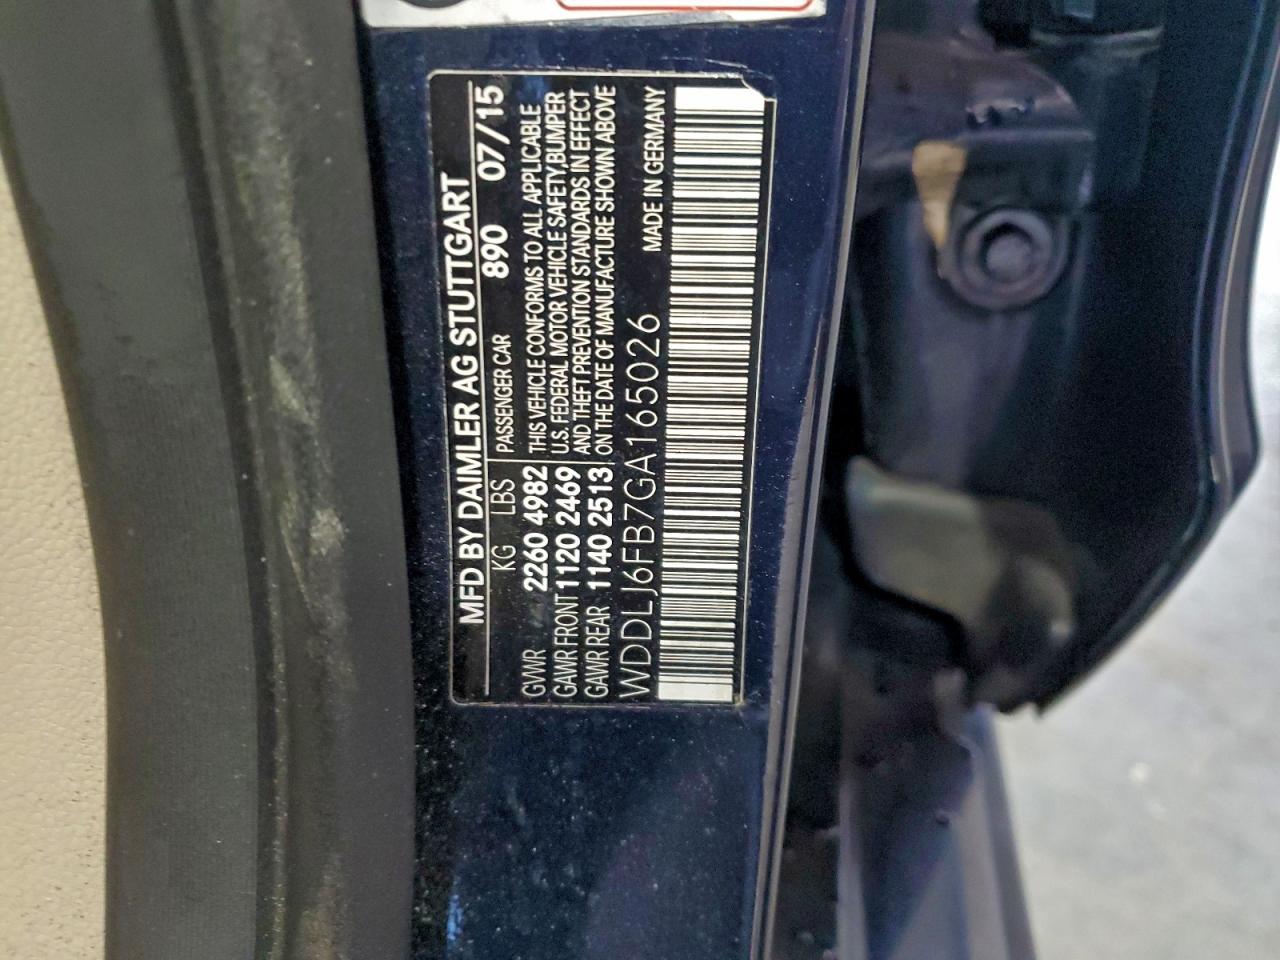 MFD BY DAIMLER AG STUTTGART
KG LBS PASSENGER CAR 890 07/15
GVWR 2260 4982 THIS VEHICLE CONFORMS TO ALL APPLICABLE
GAWR FRONT 1120 2469 U.S. FEDERAL MOTOR VEHICLE SAFETY,BUMPER
GAWR REAR 1140 2513 AND THEFT PREVENTION STANDARDS IN EFFECT
ON THE DATE OF MANUFACTURE SHOWN ABOVE
WDDLJ6FB7GA165026 MADE IN GERMANY